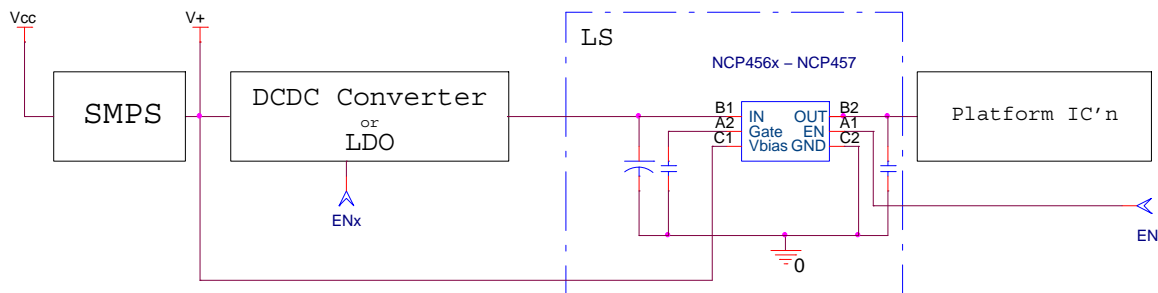 Vcc
V+
LS
NCP456x – NCP457
SMPS
DCDC Converter
or
LDO
B1 IN OUT B2
A2 Gate EN A1
C1 Vbias GND C2
Platform IC'n
ENx
EN
0